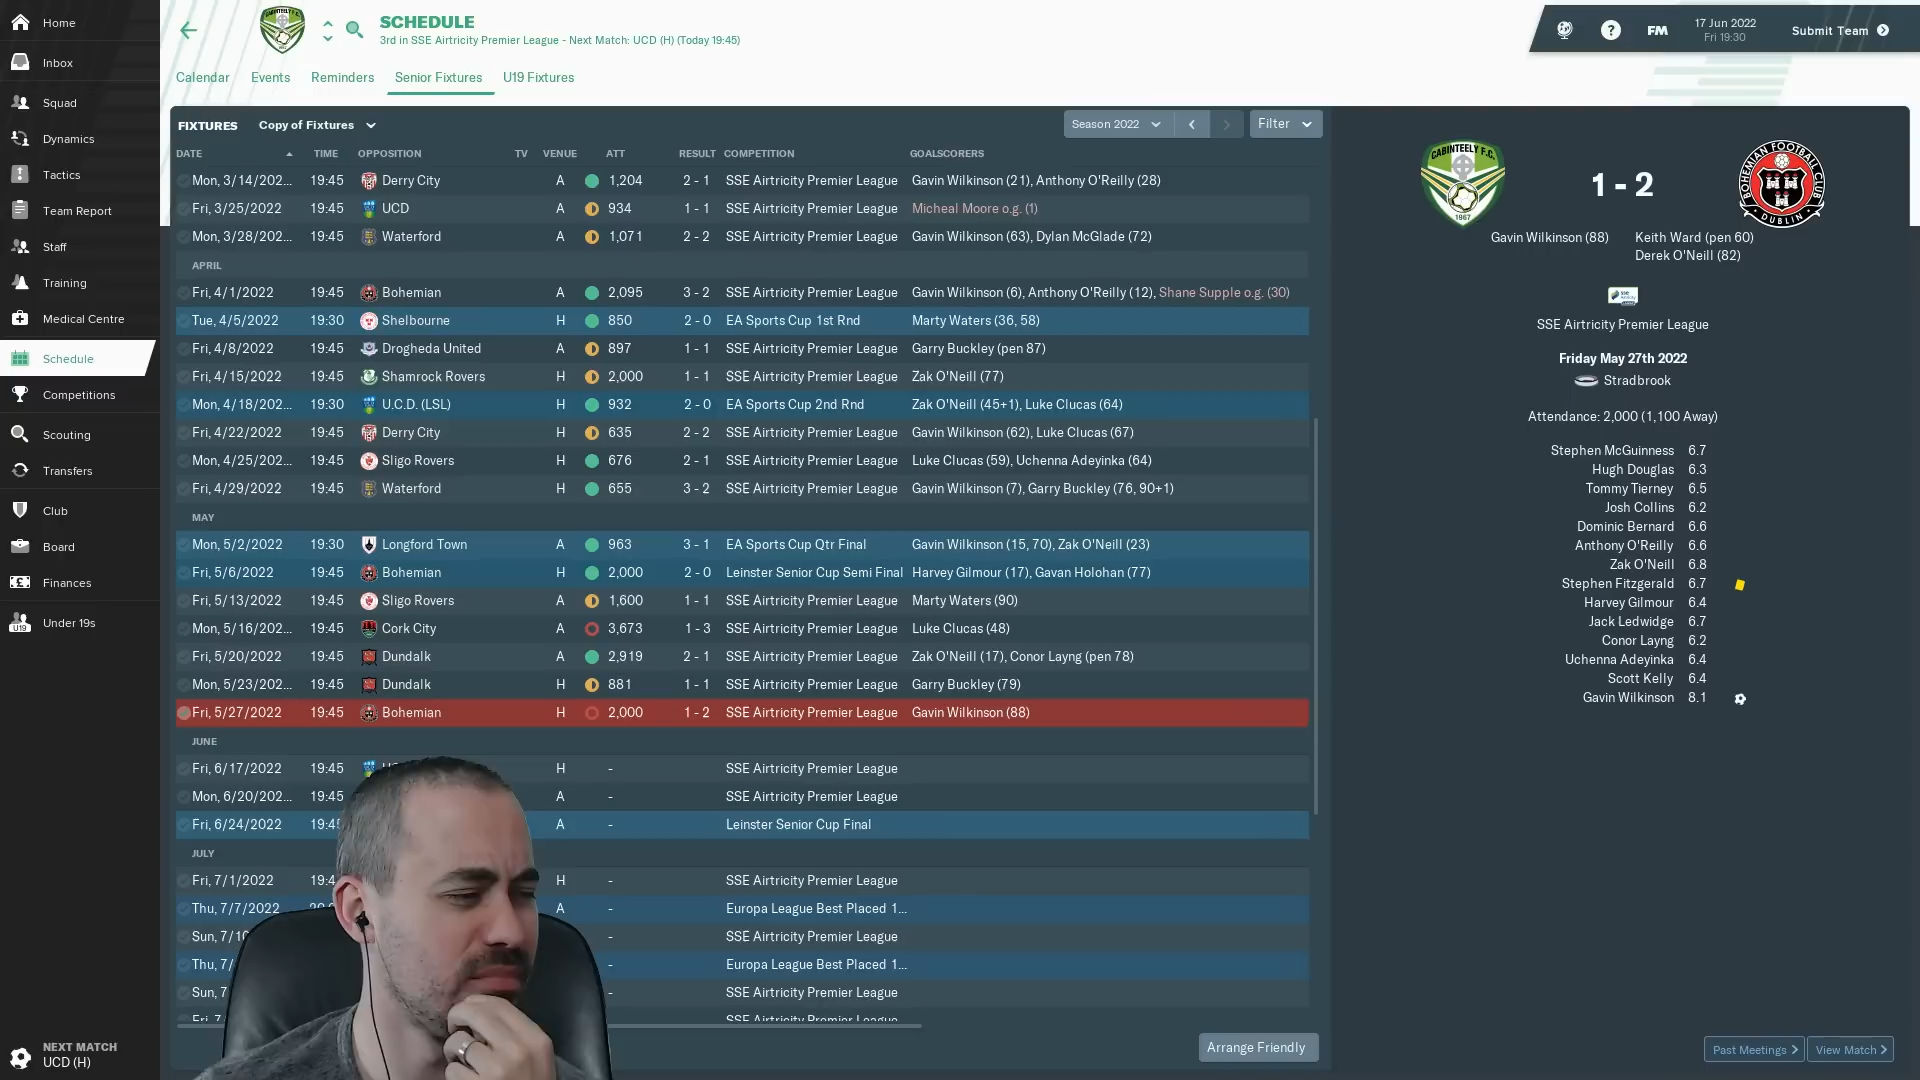 Home
Inbox
Squad
Dynamics
Tactics
Team Report
Staff
Training
Medical Centre
Schedule
Competitions
Scouting
Transfers
Club
Board
Finances
U19
Under 19s
NEXT MATCH
UCD (H)
SCHEDULE
3rd in SSE Airtricity Premier League - Next Match: UCD (H) (Today 19:45)
FM
17 Jun 2022
Fri 19:30
Submit Team
Calendar Events Reminders Senior Fixtures U19 Fixtures
FIXTURES Copy of Fixtures Season 2022 Filter
DATE TIME OPPOSITION TV VENUE ATT RESULT COMPETITION GOALSCORERS
Mon, 3/14/202... 19:45 Derry City A 1,204 2 - 1 SSE Airtricity Premier League Gavin Wilkinson (21), Anthony O'Reilly (28)
Fri, 3/25/2022 19:45 UCD A 934 1 - 1 SSE Airtricity Premier League Micheal Moore o.g. (1)
Mon, 3/28/202... 19:45 Waterford A 1,071 2 - 2 SSE Airtricity Premier League Gavin Wilkinson (63), Dylan McGlade (72)
APRIL
Fri, 4/1/2022 19:45 Bohemian A 2,095 3 - 2 SSE Airtricity Premier League Gavin Wilkinson (6), Anthony O'Reilly (12), Shane Supple o.g. (30)
Tue, 4/5/2022 19:30 Shelbourne H 850 2 - 0 EA Sports Cup 1st Rnd Marty Waters (36, 58)
Fri, 4/8/2022 19:45 Drogheda United A 897 1 - 1 SSE Airtricity Premier League Garry Buckley (pen 87)
Fri, 4/15/2022 19:45 Shamrock Rovers H 2,000 1 - 1 SSE Airtricity Premier League Zak O'Neill (77)
Mon, 4/18/202... 19:30 U.C.D. (LSL) H 932 2 - 0 EA Sports Cup 2nd Rnd Zak O'Neill (45+1), Luke Clucas (64)
Fri, 4/22/2022 19:45 Derry City H 635 2 - 2 SSE Airtricity Premier League Gavin Wilkinson (62), Luke Clucas (67)
Mon, 4/25/202... 19:45 Sligo Rovers H 676 2 - 1 SSE Airtricity Premier League Luke Clucas (59), Uchenna Adeyinka (64)
Fri, 4/29/2022 19:45 Waterford H 655 3 - 2 SSE Airtricity Premier League Gavin Wilkinson (7), Garry Buckley (76, 90+1)
MAY
Mon, 5/2/2022 19:30 Longford Town A 963 3 - 1 EA Sports Cup Qtr Final Gavin Wilkinson (15, 70), Zak O'Neill (23)
Fri, 5/6/2022 19:45 Bohemian H 2,000 2 - 0 Leinster Senior Cup Semi Final Harvey Gilmour (17), Gavan Holohan (77)
Fri, 5/13/2022 19:45 Sligo Rovers A 1,600 1 - 1 SSE Airtricity Premier League Marty Waters (90)
Mon, 5/16/202... 19:45 Cork City A 3,673 1 - 3 SSE Airtricity Premier League Luke Clucas (48)
Fri, 5/20/2022 19:45 Dundalk A 2,919 2 - 1 SSE Airtricity Premier League Zak O'Neill (17), Conor Layng (pen 78)
Mon, 5/23/202... 19:45 Dundalk H 881 1 - 1 SSE Airtricity Premier League Garry Buckley (79)
Fri, 5/27/2022 19:45 Bohemian H 2,000 1 - 2 SSE Airtricity Premier League Gavin Wilkinson (88)
JUNE
Fri, 6/17/2022 19:45 H - SSE Airtricity Premier League
Mon, 6/20/202... 19:45 A - SSE Airtricity Premier League
Fri, 6/24/2022 19:45 A - Leinster Senior Cup Final
JULY
Fri, 7/1/2022 19:4 H - SSE Airtricity Premier League
Thu, 7/7/2022 A - Europa League Best Placed 1...
Sun, 7/10 - SSE Airtricity Premier League
Thu, 7/ - Europa League Best Placed 1...
Sun, 7 - SSE Airtricity Premier League
Fri, 7 SSE Airtricity Premier League
Arrange Friendly
CABINTEELY F.C.
1967
1 - 2
BOHEMIAN FOOTBALL CLUB
DUBLIN
Gavin Wilkinson (88) Keith Ward (pen 60)
Derek O'Neill (82)
SSE Airtricity Premier League
Friday May 27th 2022
Stradbrook
Attendance: 2,000 (1,100 Away)
Stephen McGuinness 6.7
Hugh Douglas 6.3
Tommy Tierney 6.5
Josh Collins 6.2
Dominic Bernard 6.6
Anthony O'Reilly 6.6
Zak O'Neill 6.8
Stephen Fitzgerald 6.7
Harvey Gilmour 6.4
Jack Ledwidge 6.7
Conor Layng 6.2
Uchenna Adeyinka 6.4
Scott Kelly 6.4
Gavin Wilkinson 8.1
Past Meetings View Match